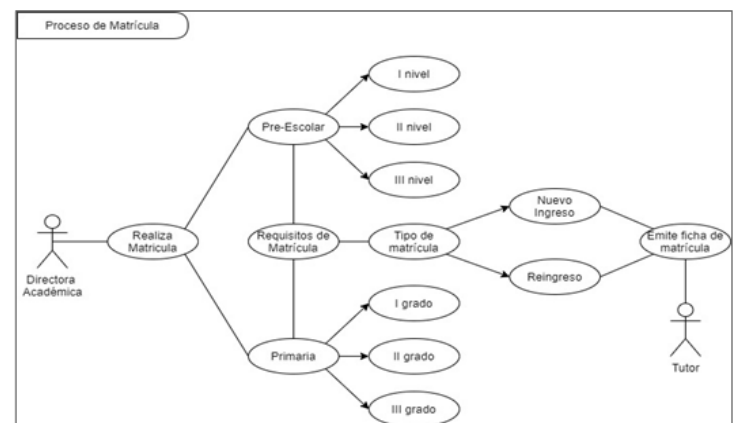 Proceso de Matrícula
I nivel
Pre-Escolar
II nivel
III nivel
Nuevo
Ingreso
Realiza
Matricula
Requisitos de
Matrícula
Tipo de
matrícula
Emite ficha de
matrícula
Directora
Académica
Reingreso
I grado
Primaria
II grado
Tutor
III grado